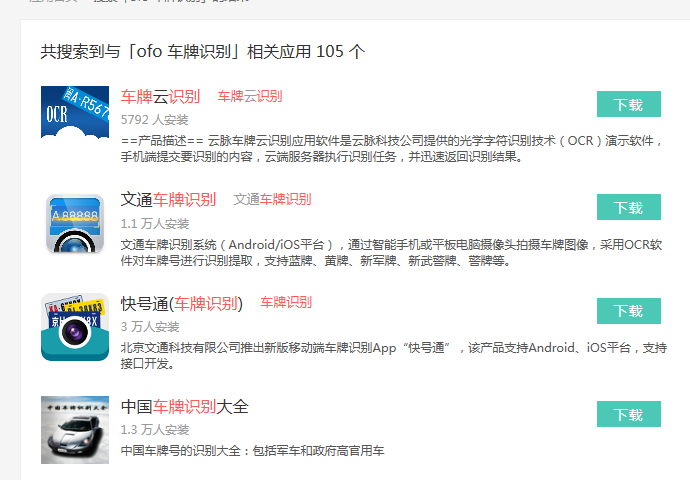 共搜索到与「ofo 车牌识别」相关应用 105 个
OCR
车牌云识别 车牌云识别
下载
5792 人安装
==产品描述== 云脉车牌云识别应用软件是云脉科技公司提供的光学字符识别技术（OCR）演示软件，
手机端提交要识别的内容，云端服务器执行识别任务，并迅速返回识别结果。
A 88888
文通车牌识别 文通车牌识别
下载
1.1 万人安装
文通车牌识别系统（Android/iOS平台），通过智能手机或平板电脑摄像头拍摄车牌图像，采用OCR软
件对车牌号进行识别提取，支持蓝牌、黄牌、新军牌、新武警牌、警牌等。
快号通(车牌识别) 车牌识别
下载
3 万人安装
北京文通科技有限公司推出新版移动端车牌识别App“快号通”，该产品支持Android、iOS平台，支持
接口开发。
中国车牌识别大全
中国车牌识别大全
下载
1.3 万人安装
中国车牌号的识别大全：包括军车和政府高官用车